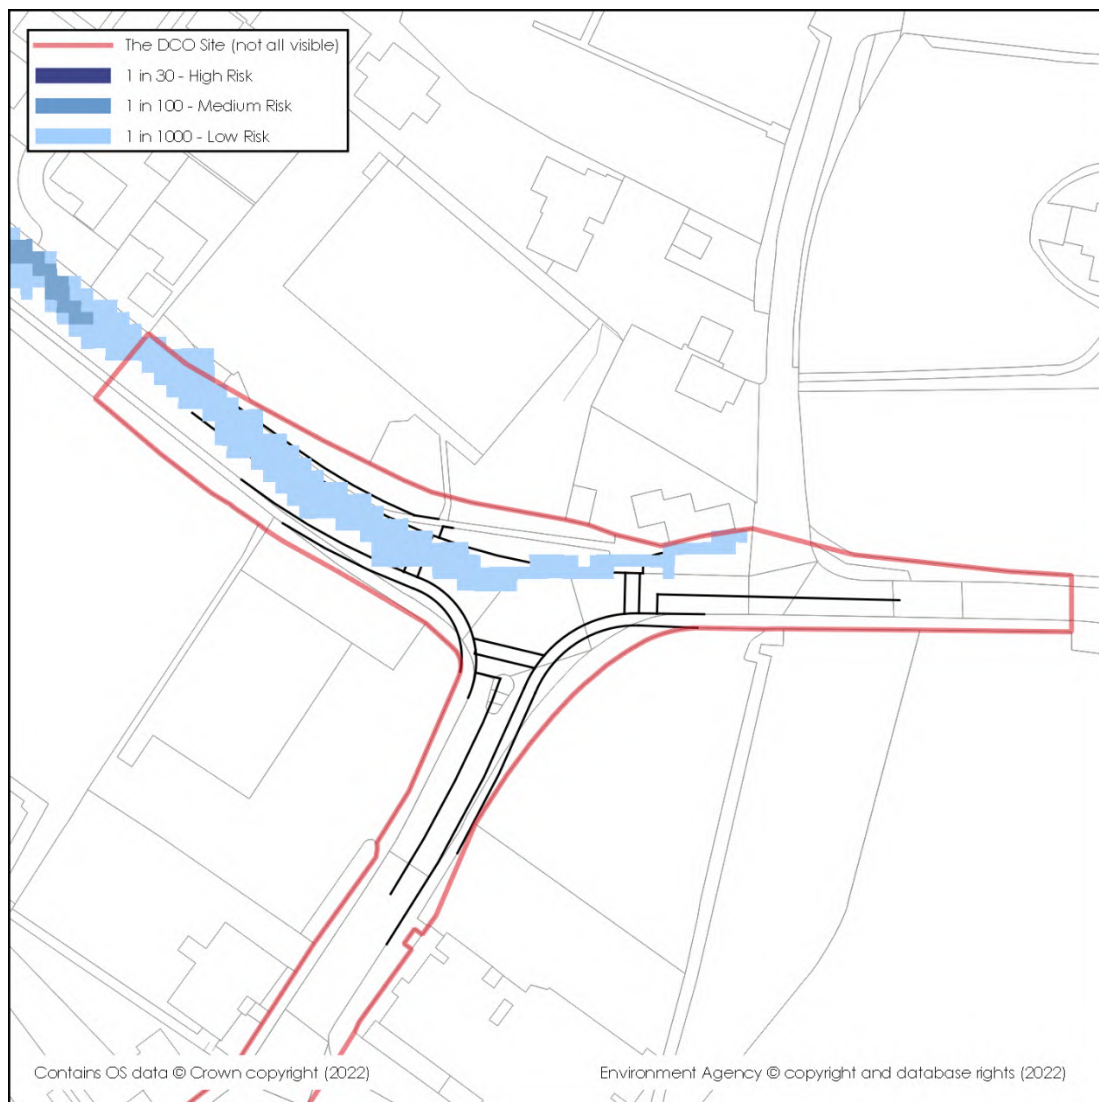 The DCO Site (not all visible)
1 in 30 - High Risk
1 in 100 - Medium Risk
1 in 1000 - Low Risk
Contains OS data © Crown copyright (2022)
Environment Agency © copyright and database rights (2022)